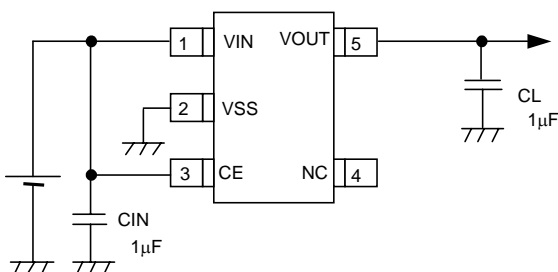 1 VIN VOUT 5
2 VSS
CL
1μF
3 CE NC 4
CIN
1μF